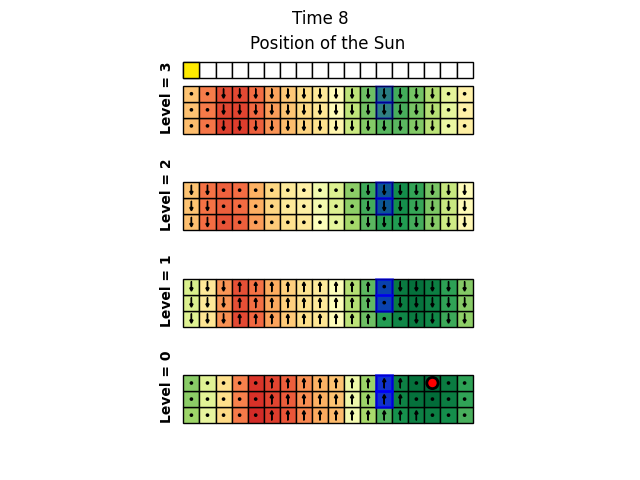 Time 8
Position of the Sun
Level = 3
Level = 2
Level = 1
Level = 0